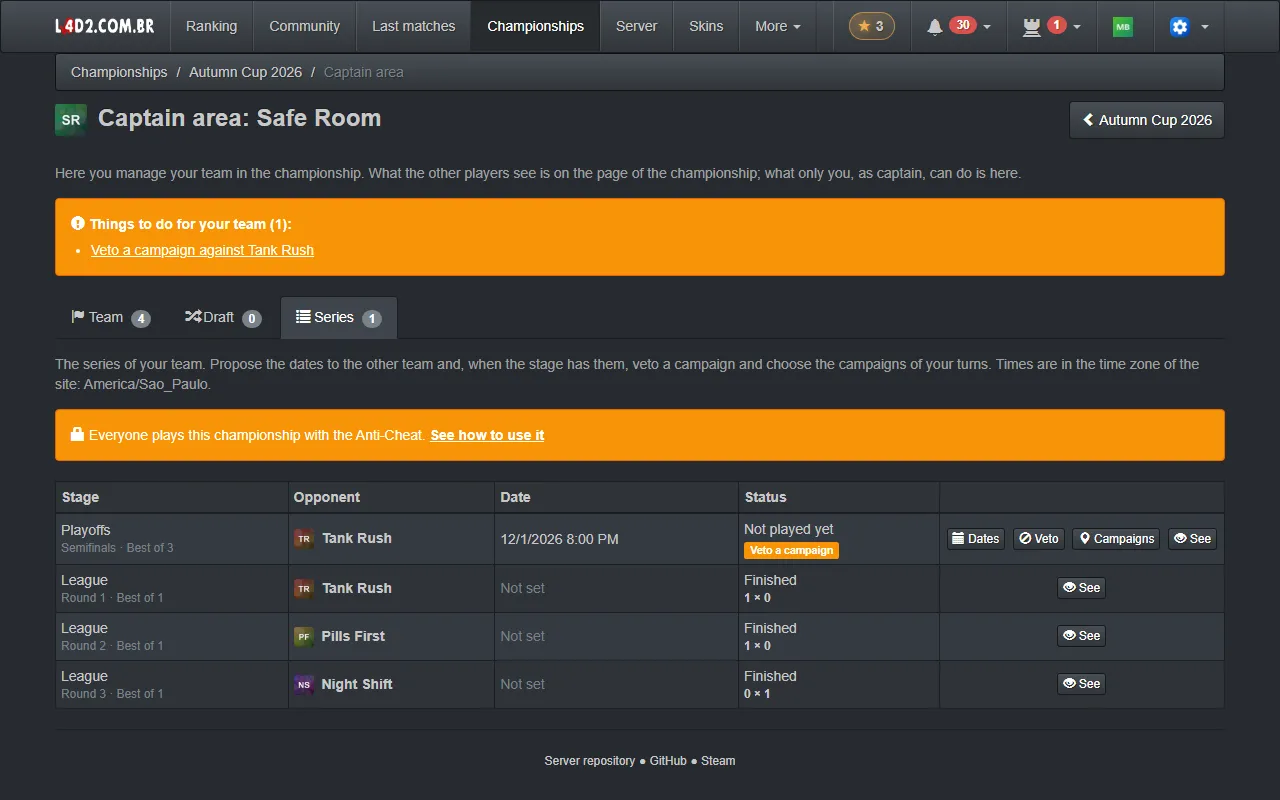 L4D2.COM.BR Ranking Community Last matches Championships Server Skins More 3 30 1 MB
Championships / Autumn Cup 2026 / Captain area
SR Captain area: Safe Room
Autumn Cup 2026
Here you manage your team in the championship. What the other players see is on the page of the championship; what only you, as captain, can do is here.
Things to do for your team (1):
• Veto a campaign against Tank Rush
Team 4 Draft 0 Series 1
The series of your team. Propose the dates to the other team and, when the stage has them, veto a campaign and choose the campaigns of your turns. Times are in the time zone of the
site: America/Sao_Paulo.
Everyone plays this championship with the Anti-Cheat. See how to use it
Stage Opponent Date Status
Playoffs
Semifinals · Best of 3
TR Tank Rush
12/1/2026 8:00 PM
Not played yet
Veto a campaign
Dates Veto Campaigns See
League
Round 1 · Best of 1
TR Tank Rush
Not set
Finished
1 × 0
See
League
Round 2 · Best of 1
PF Pills First
Not set
Finished
1 × 0
See
League
Round 3 · Best of 1
NS Night Shift
Not set
Finished
0 × 1
See
Server repository ● GitHub ● Steam